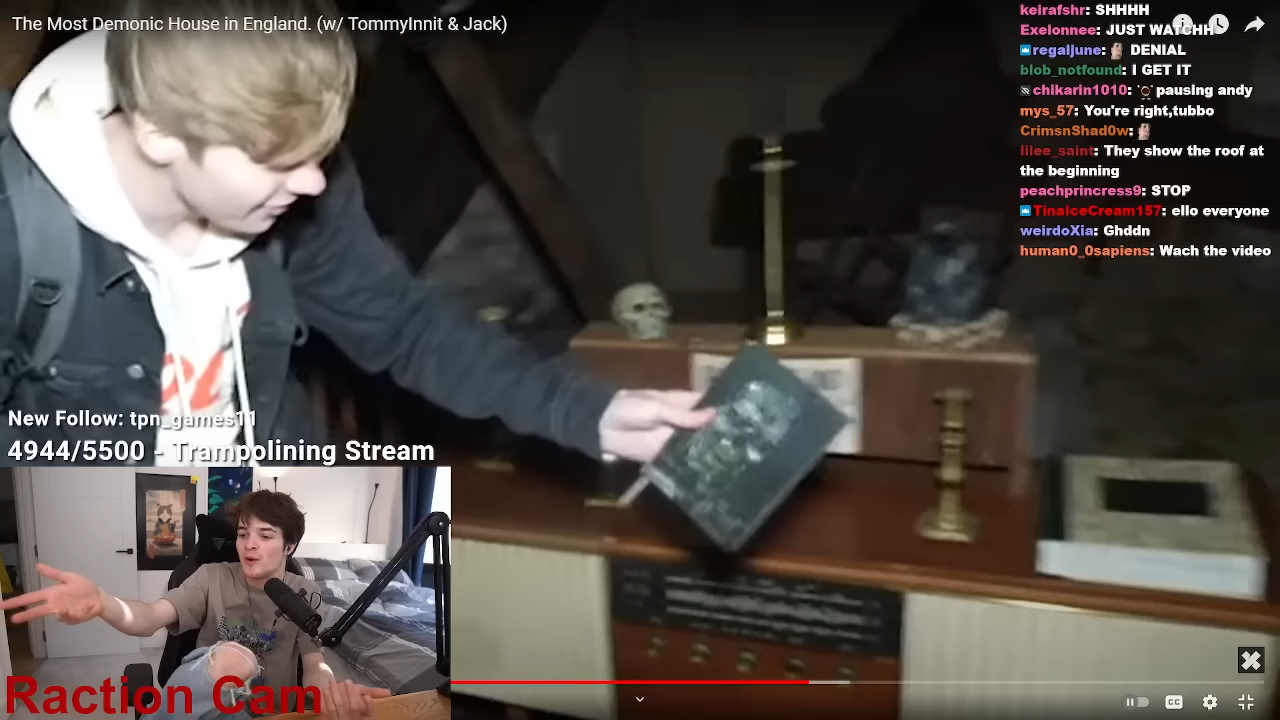 The Most Demonic House in England. (w/ TommyInnit & Jack)
keirafshr: SHHHH
Exelonnee: JUST WATCHH
regaljune: DENIAL
blob_notfound: I GET IT
chikarin1010: pausing andy
mys_57: You're right,tubbo
CrimsnShad0w:
lilee_saint: They show the roof at
the beginning
peachprincress9: STOP
TinaIceCream157: ello everyone
weirdoXia: Ghddn
human0_0sapiens: Wach the video
New Follow: tpn_games11
4944/5500 - Trampolining Stream
Raction Cam
CC